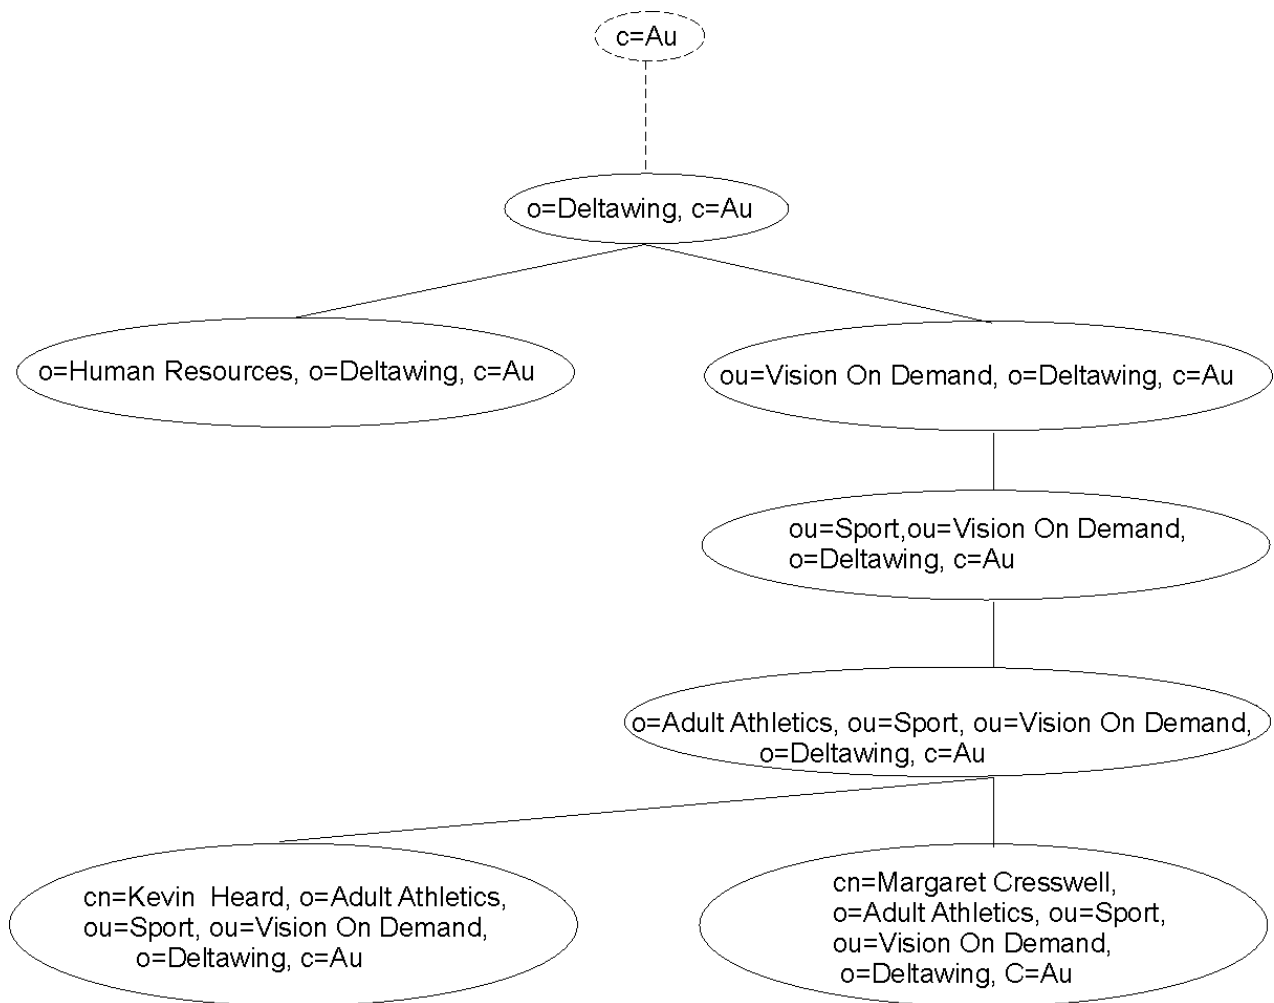 c=Au
o=Deltawing, c=Au
o=Human Resources, o=Deltawing, c=Au
ou=Vision On Demand, o=Deltawing, c=Au
ou=Sport,ou=Vision On Demand,
o=Deltawing, c=Au
o=Adult Athletics, ou=Sport, ou=Vision On Demand,
o=Deltawing, c=Au
cn=Kevin  Heard, o=Adult Athletics,
ou=Sport, ou=Vision On Demand,
o=Deltawing, c=Au
cn=Margaret Cresswell,
o=Adult Athletics, ou=Sport,
ou=Vision On Demand,
o=Deltawing, C=Au